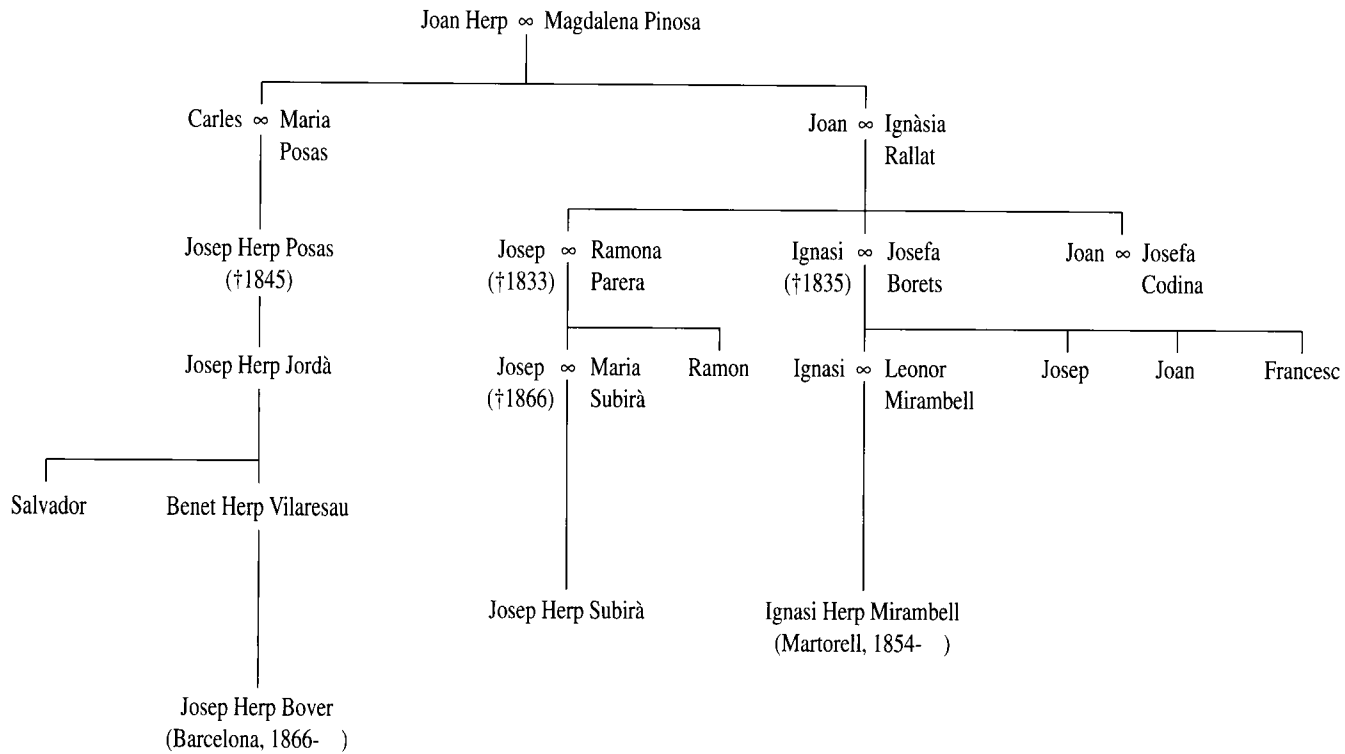 Joan Herp ∞ Magdalena Pinosa
Carles ∞ Maria
Posas
Joan ∞ Ignàsia
Rallat
Josep Herp Posas
(†1845)
Josep ∞ Ramona
(†1833) Parera
Ignasi ∞ Josefa
(†1835) Borets
Joan ∞ Josefa
Codina
Josep Herp Jordà
Josep ∞ Maria
(†1866) Subirà
Ramon
Ignasi ∞ Leonor
Mirambell
Josep
Joan
Francesc
Salvador
Benet Herp Vilaresau
Josep Herp Subirà
Ignasi Herp Mirambell
(Martorell, 1854- )
Josep Herp Bover
(Barcelona, 1866- )